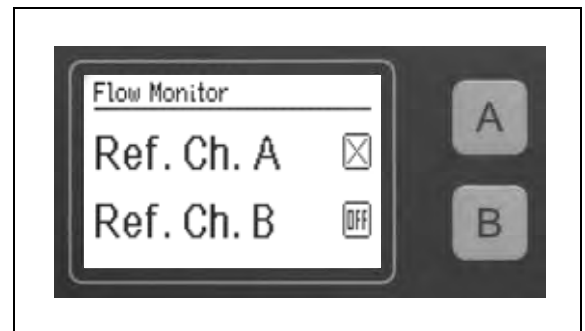 Flow Monitor
Ref. Ch. A
A
Ref. Ch. B OFF
B